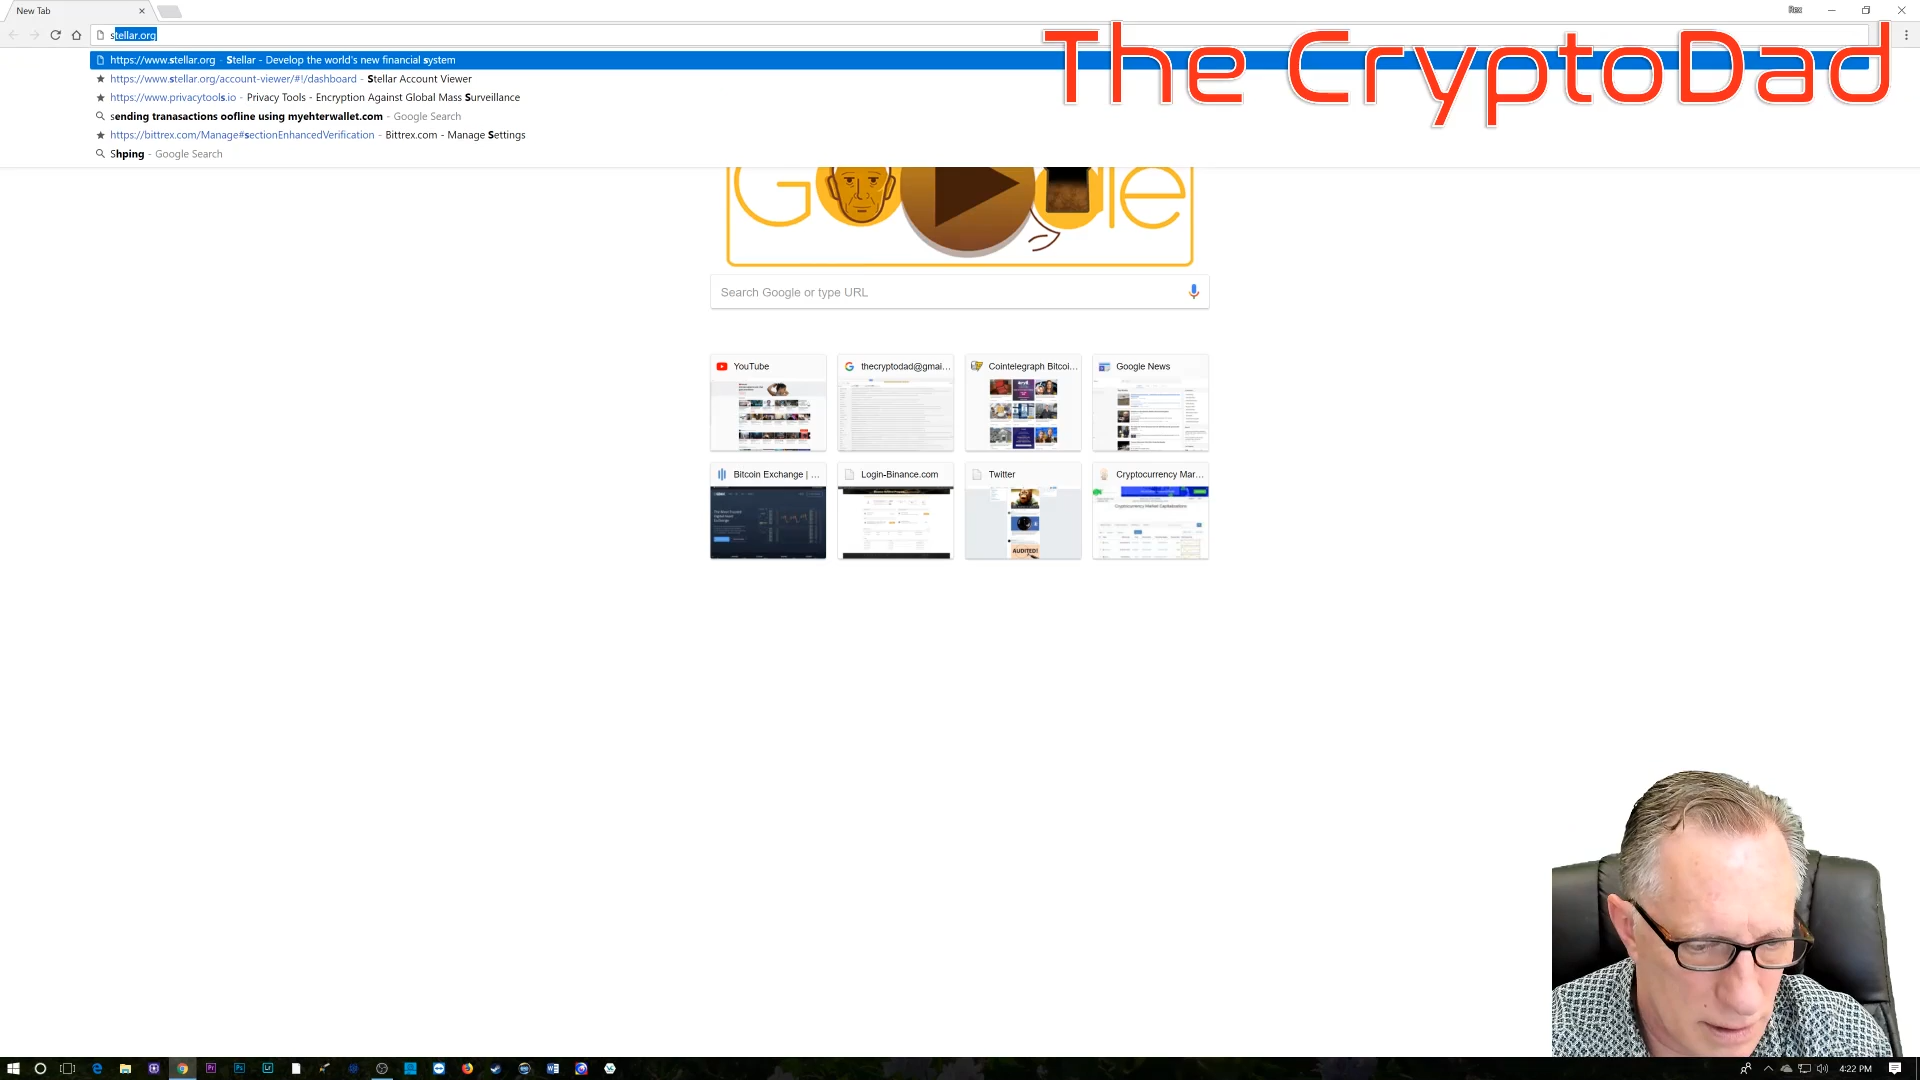 New Tab
stellar.org
The CryptoDad
https://www.stellar.org - Stellar - Develop the world's new financial system
https://www.stellar.org/account-viewer/#!/dashboard - Stellar Account Viewer
https://www.privacytools.io - Privacy Tools - Encryption Against Global Mass Surveillance
sending tranasactions oofline using myehterwallet.com - Google Search
https://bittrex.com/Manage#sectionEnhancedVerification - Bittrex.com - Manage Settings
Shping - Google Search
Search Google or type URL
YouTube
thecryptodad@gmai...
Cointelegraph Bitcoi...
Google News
Bitcoin Exchange | ...
Login-Binance.com
Twitter
Cryptocurrency Mar...
AUDITED!
Cryptocurrency Market Capitalizations
4:22 PM